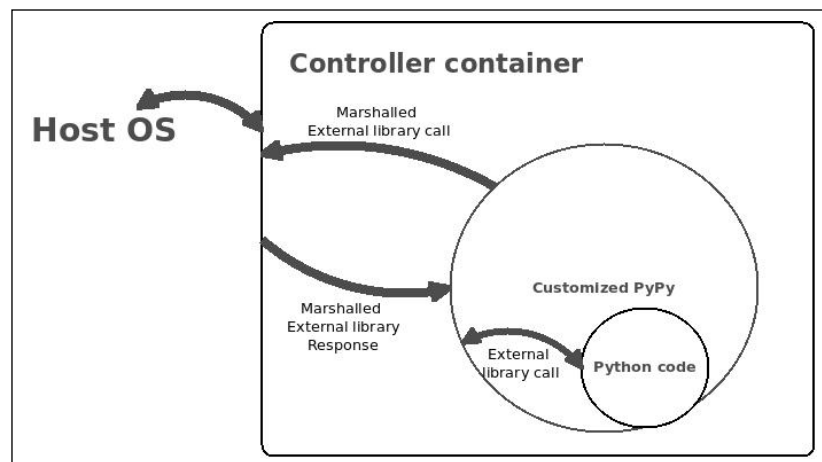 Controller container
Host OS
Marshalled
External library call
Customized PyPy
Marshalled
External library
Response
External
library call
Python code